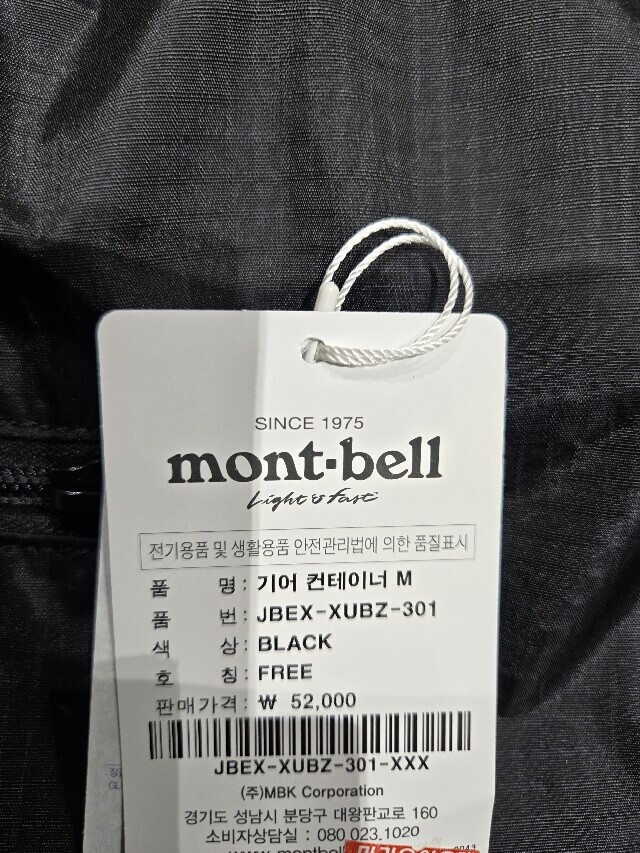 SINCE 1975
mont-bell
Light & Fast
전기용품 및 생활용품 안전관리법에 의한 품질표시
품 명 : 기어 컨테이너 M
품 번 : JBEX-XUBZ-301
색 상 : BLACK
호 칭 : FREE
판매가격 : ₩ 52,000
JBEX-XUBZ-301-XXX
(주)MBK Corporation
경기도 성남시 분당구 대왕판교로 160
소비자상담실 : 080.023.1020